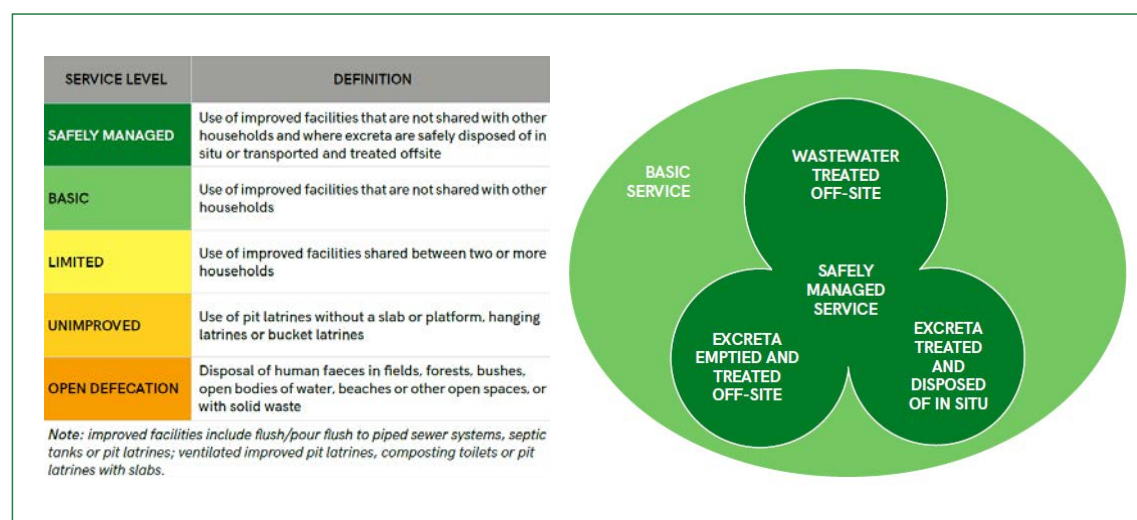 SERVICE LEVEL DEFINITION
SAFELY MANAGED
Use of improved facilities that are not shared with other
households and where excreta are safely disposed of in
situ or transported and treated offsite
BASIC
Use of improved facilities that are not shared with other
households
LIMITED
Use of improved facilities shared between two or more
households
UNIMPROVED
Use of pit latrines without a slab or platform, hanging
latrines or bucket latrines
OPEN DEFECATION
Disposal of human faeces in fields, forests, bushes,
open bodies of water, beaches or other open spaces, or
with solid waste
Note: improved facilities include flush/pour flush to piped sewer systems, septic
tanks or pit latrines; ventilated improved pit latrines, composting toilets or pit
latrines with slabs.
BASIC
SERVICE
WASTEWATER
TREATED
OFF-SITE
SAFELY
MANAGED
SERVICE
EXCRETA
EMPTIED AND
TREATED
OFF-SITE
EXCRETA
TREATED
AND
DISPOSED
OF IN SITU